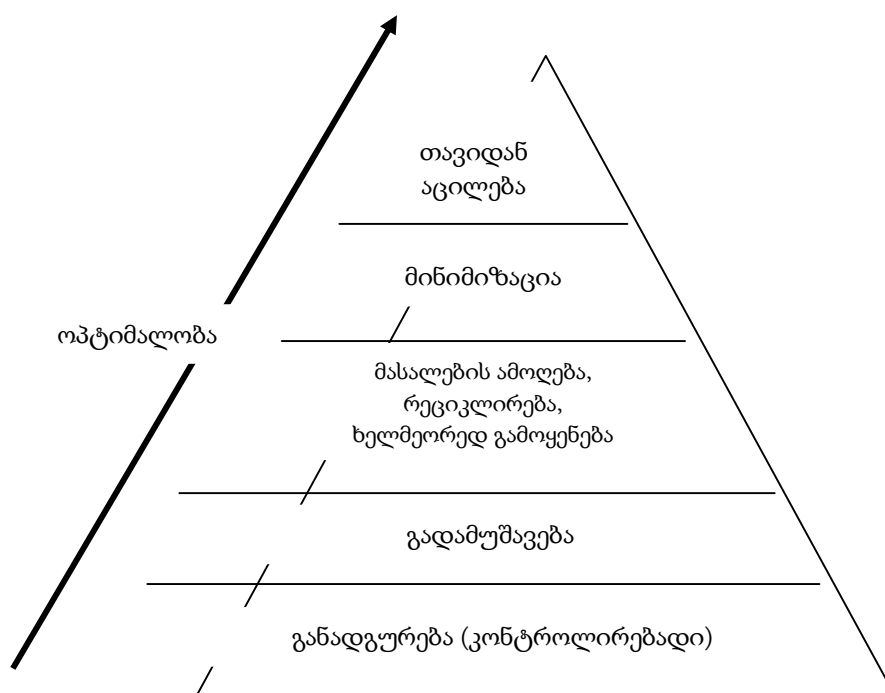 თავიდან
აცილება
მინიმიზაცია
ოპტიმალობა
მასალების ამოღება,
რეციკლირება,
ხელმეორედ გამოყენება
გადამუშავება
განადგურება (კონტროლირებადი)